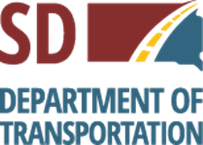 SD
DEPARTMENT OF
TRANSPORTATION